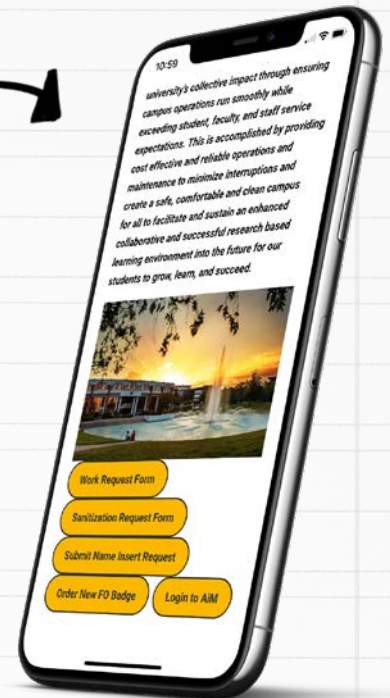 10:59
university's collective impact through ensuring
campus operations run smoothly while
exceeding student, faculty, and staff service
expectations. This is accomplished by providing
cost effective and reliable operations and
maintenance to minimize interruptions and
create a safe, comfortable and clean campus
for all to facilitate and sustain an enhanced
collaborative and successful research based
learning environment into the future for our
students to grow, learn, and succeed.
Work Request Form
Sanitization Request Form
Submit Name Insert Request
Order New FO Badge
Login to AiM